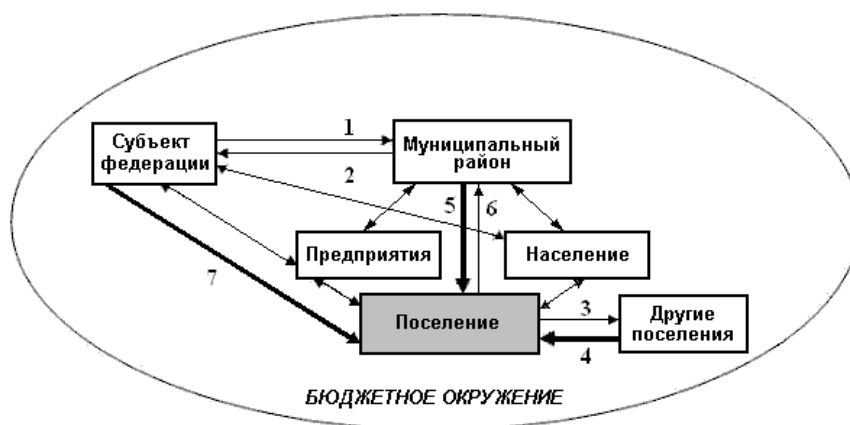 Субъект
федерации
1
Муниципальный
район
2
5
6
Предприятия
Население
7
Поселение
3
4
Другие
поселения
БЮДЖЕТНОЕ ОКРУЖЕНИЕ